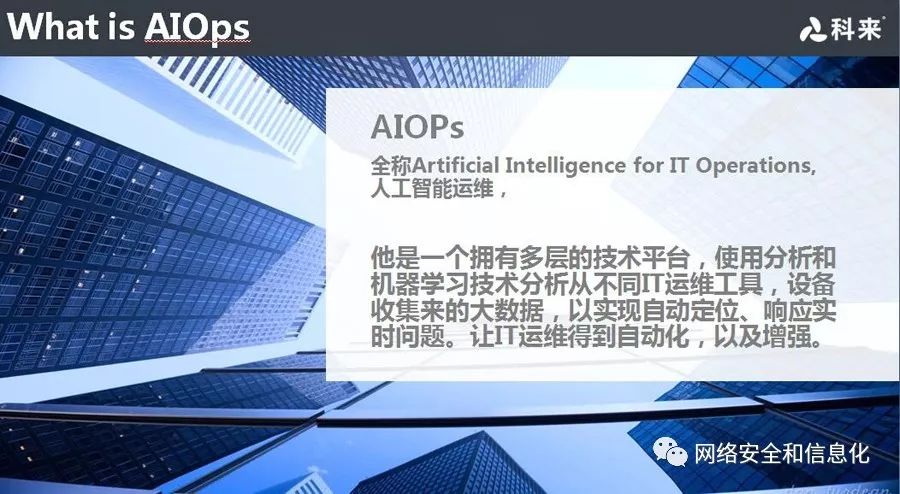 What is AIOps
科来
AIOPs
全称Artificial Intelligence for IT Operations,
人工智能运维，
他是一个拥有多层的技术平台，使用分析和
机器学习技术分析从不同IT运维工具，设备
收集来的大数据，以实现自动定位、响应实
时问题。让IT运维得到自动化，以及增强。
网络安全和信息化